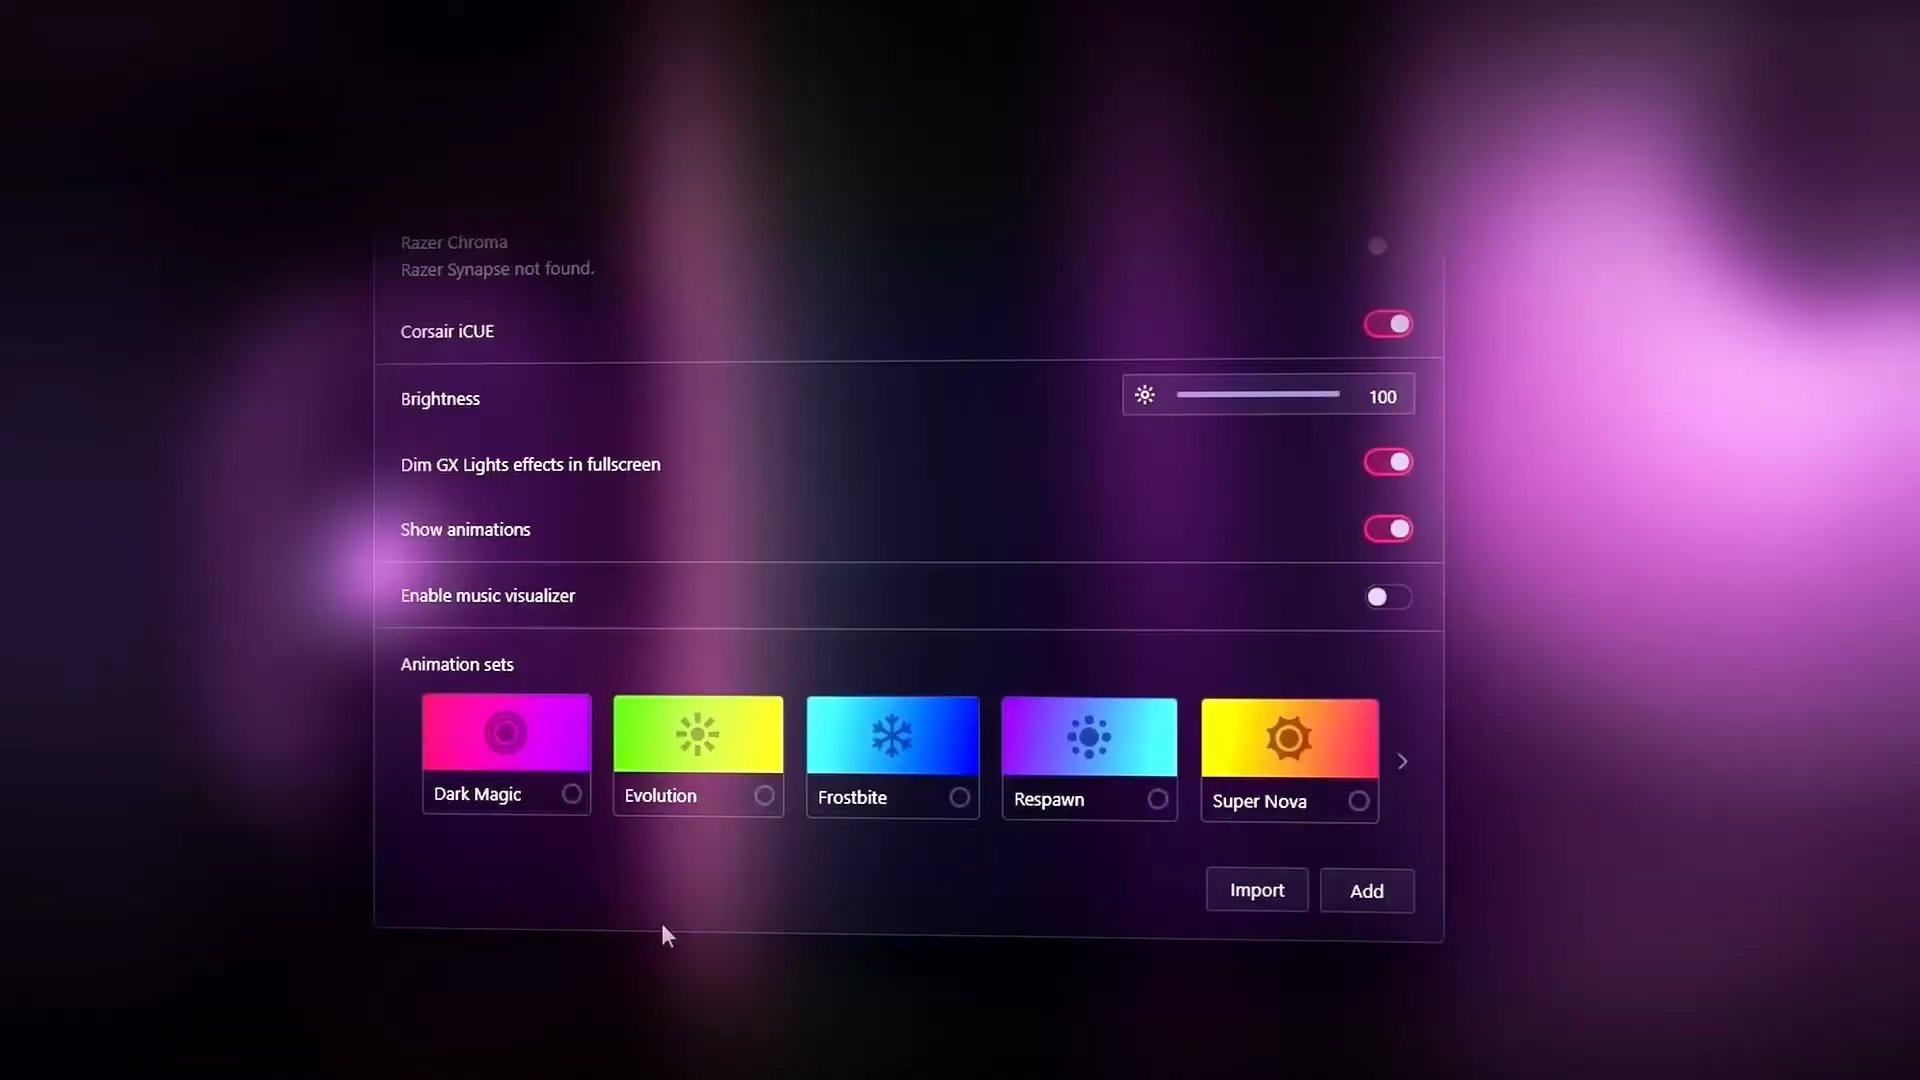 Razer Chroma
Razer Synapse not found.
Corsair iCUE
Brightness
100
Dim GX Lights effects in fullscreen
Show animations
Enable music visualizer
Animation sets
Dark Magic
Evolution
Frostbite
Respawn
Super Nova
Import
Add